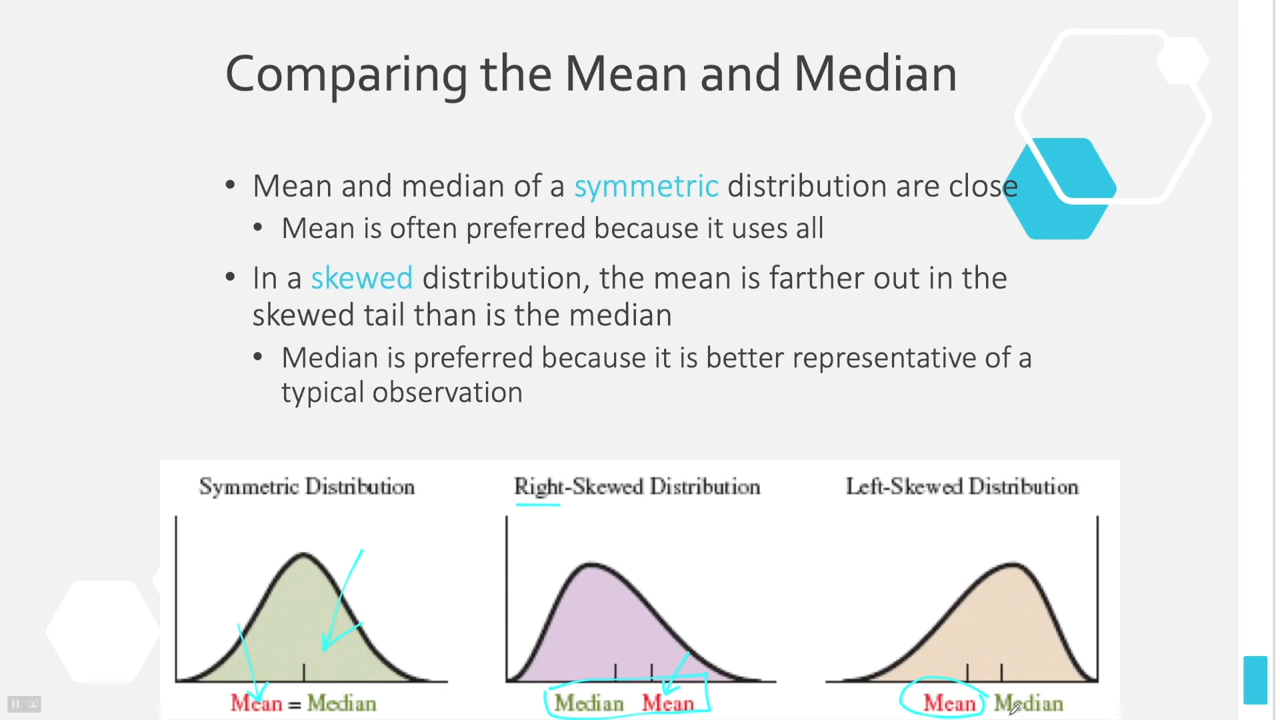 Comparing the Mean and Median
• Mean and median of a symmetric distribution are close
• Mean is often preferred because it uses all
• In a skewed distribution, the mean is farther out in the
skewed tail than is the median
• Median is preferred because it is better representative of a
typical observation
Symmetric Distribution
Right-Skewed Distribution
Left-Skewed Distribution
Mean = Median
Median Mean
Mean Median